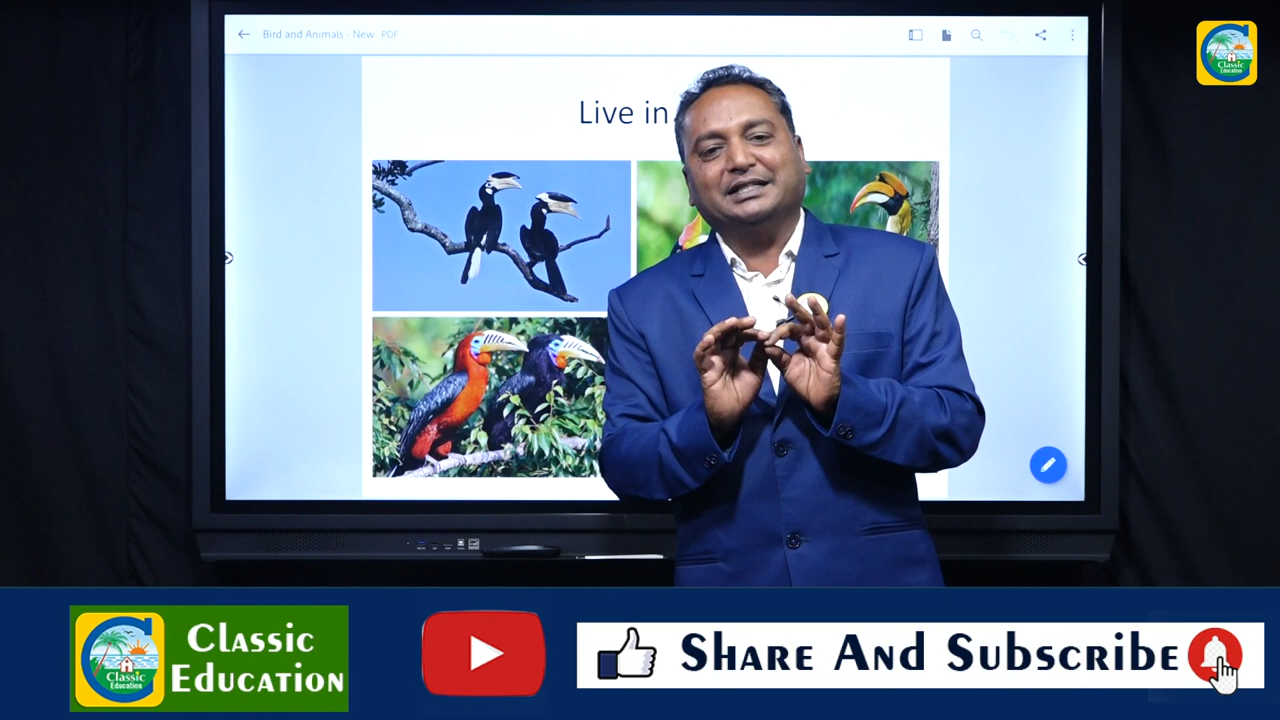 Bird and Animals - New PDF
Classic
Education
Live in
Classic
Education
Classic
Education
Share And Subscribe